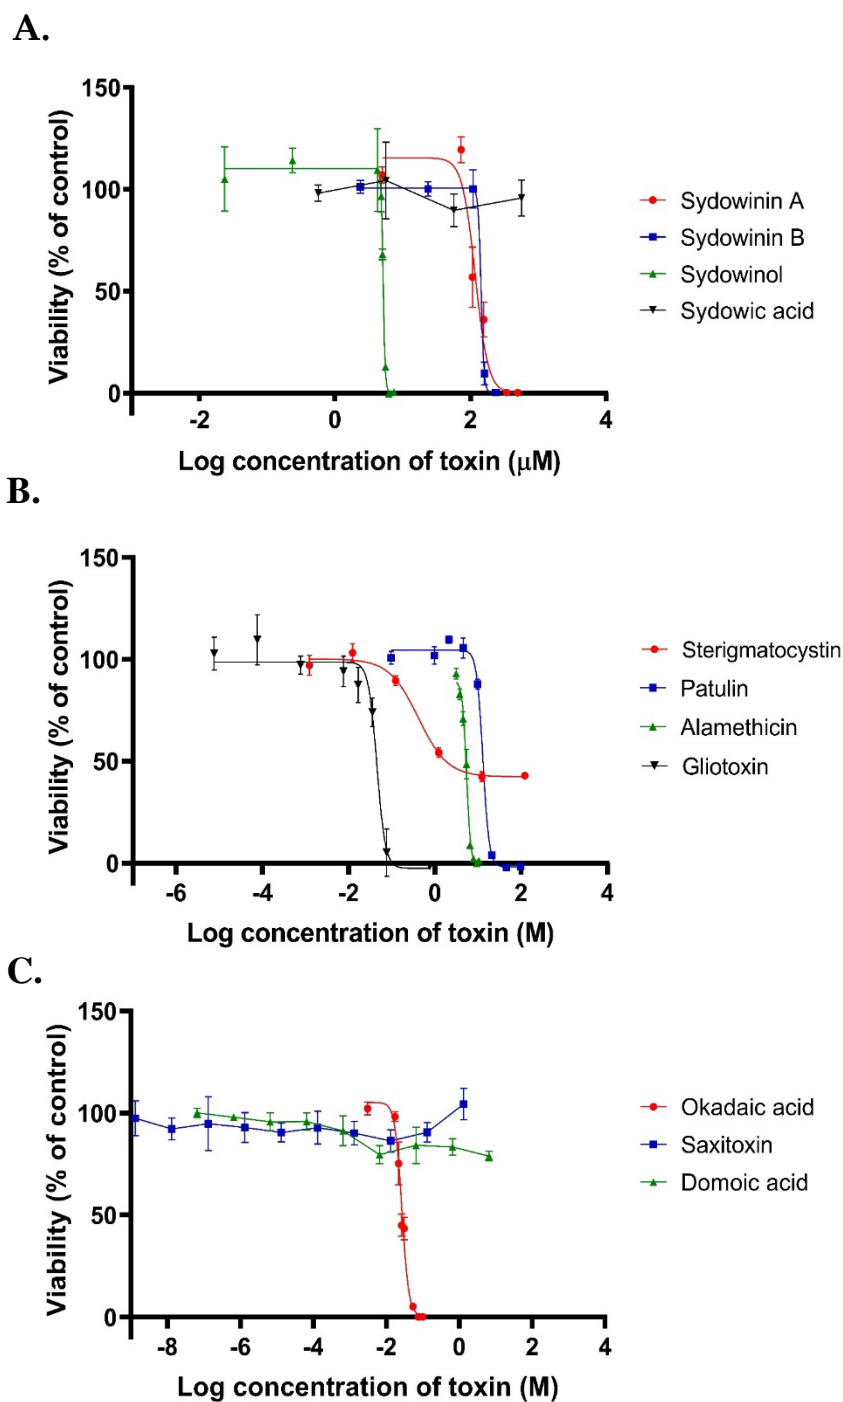 A.
150
100
50
0
Viability (% of control)
-2 0 2 4
Log concentration of toxin (μM)
Sydowinin A
Sydowinin B
Sydowinol
Sydowic acid
B.
150
100
50
0
Viability (% of control)
-6 -4 -2 0 2 4
Log concentration of toxin (M)
Sterigmatocystin
Patulin
Alamethicin
Gliotoxin
C.
150
100
50
0
Viability (% of control)
-8 -6 -4 -2 0 2 4
Log concentration of toxin (M)
Okadaic acid
Saxitoxin
Domoic acid